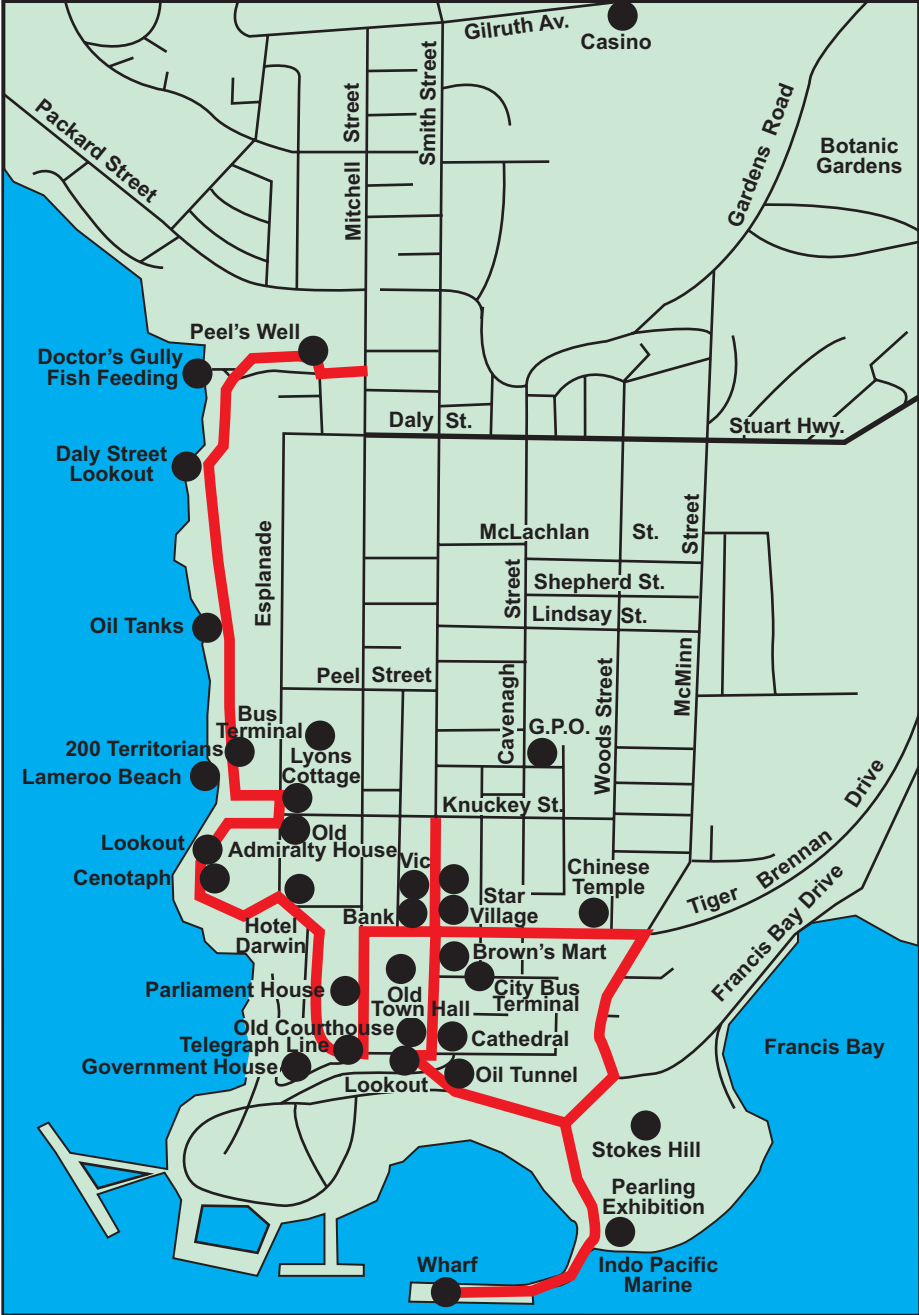 Gilruth Av.
Casino
Smith Street
Mitchell Street
Packard Street
Gardens Road
Botanic
Gardens
Peel's Well
Doctor's Gully
Fish Feeding
Daly St.
Stuart Hwy.
Daly Street
Lookout
McLachlan St.
Esplanade
Street
Shepherd St.
Lindsay St.
Oil Tanks
Peel Street
Cavenagh
Woods Street
McMinn
Bus
Terminal
G.P.O.
200 Territorians
Lyons
Cottage
Lameroo Beach
Knuckey St.
Drive
Old
Admiralty House
Lookout
Vic
Cenotaph
Chinese
Temple
Brennan
Tiger
Star
Village
Bank
Hotel
Darwin
Francis Bay Drive
Brown's Mart
Parliament House
Old
Town Hall
City Bus
Terminal
Old Courthouse
Cathedral
Telegraph Line
Government House
Lookout
Oil Tunnel
Francis Bay
Stokes Hill
Pearling
Exhibition
Wharf
Indo Pacific
Marine
Street